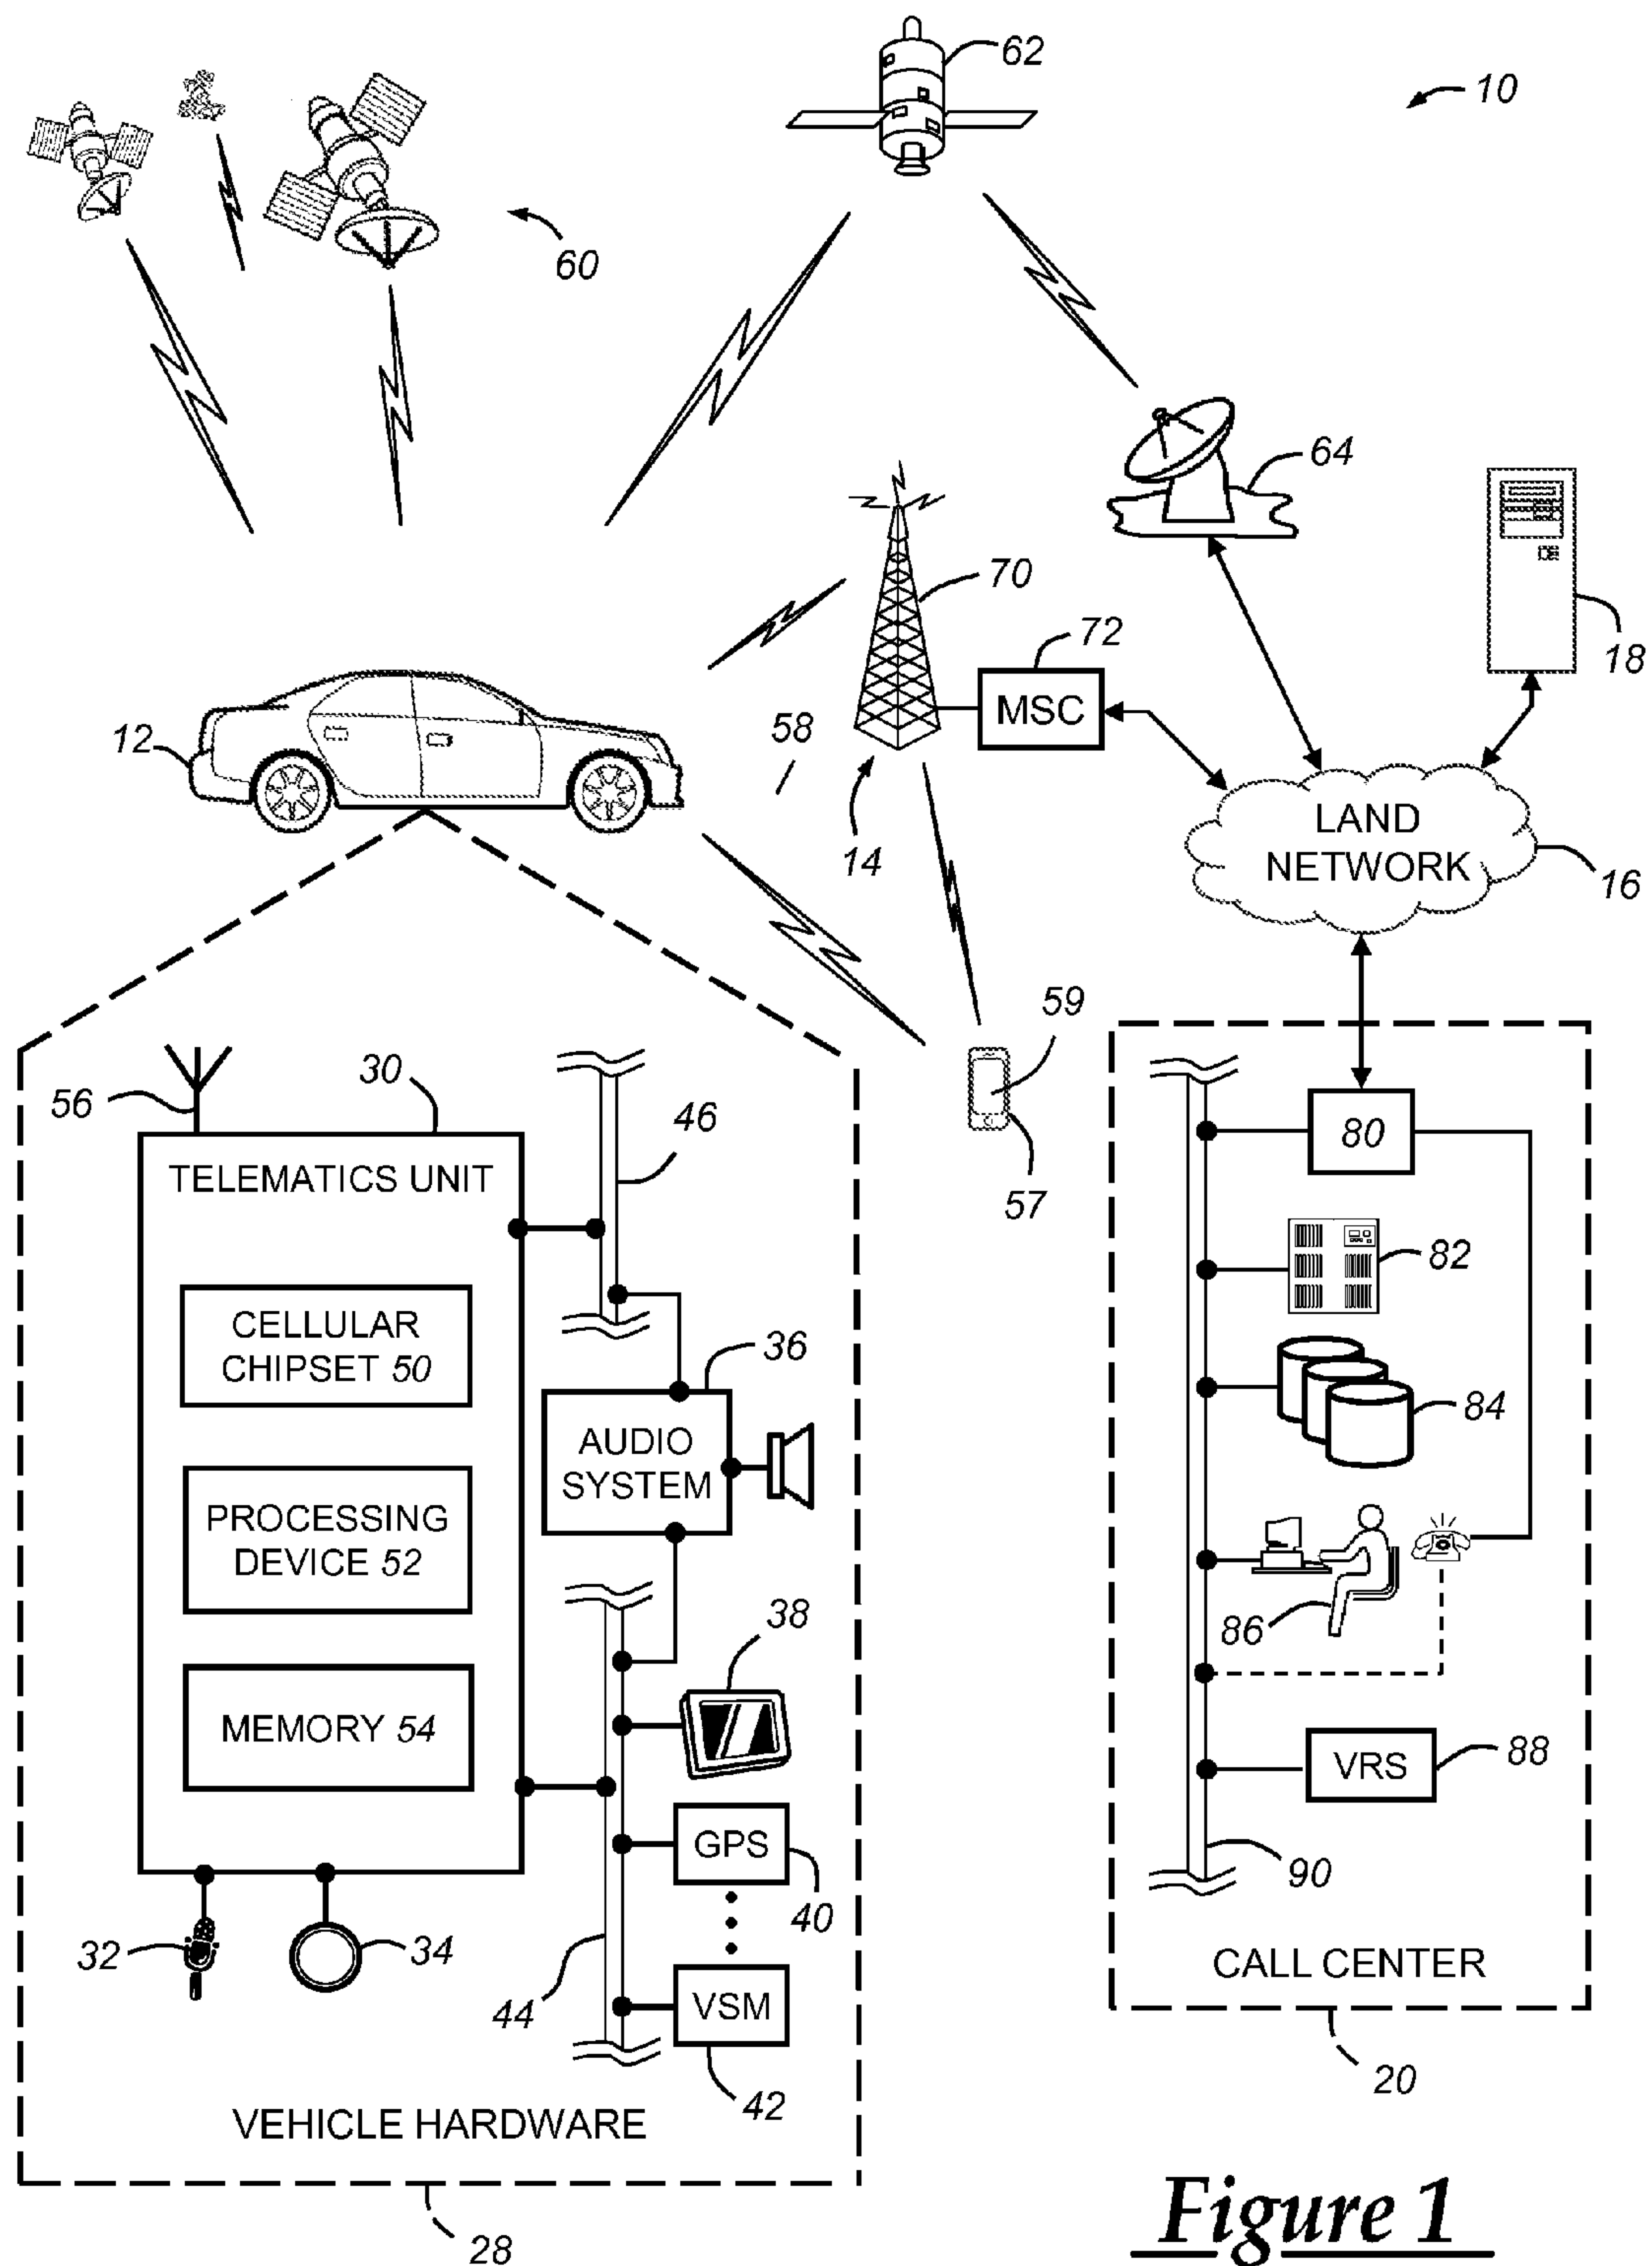 62
10
60
64
70
18
72
MSC
58
12
14
LAND
NETWORK
16
59
57
56
30
46
TELEMATICS UNIT
CELLULAR
CHIPSET 50
36
AUDIO
SYSTEM
PROCESSING
DEVICE 52
38
MEMORY 54
GPS
40
32
34
44
VSM
42
VEHICLE HARDWARE
28
80
82
84
86
VRS
88
90
CALL CENTER
20
Figure 1